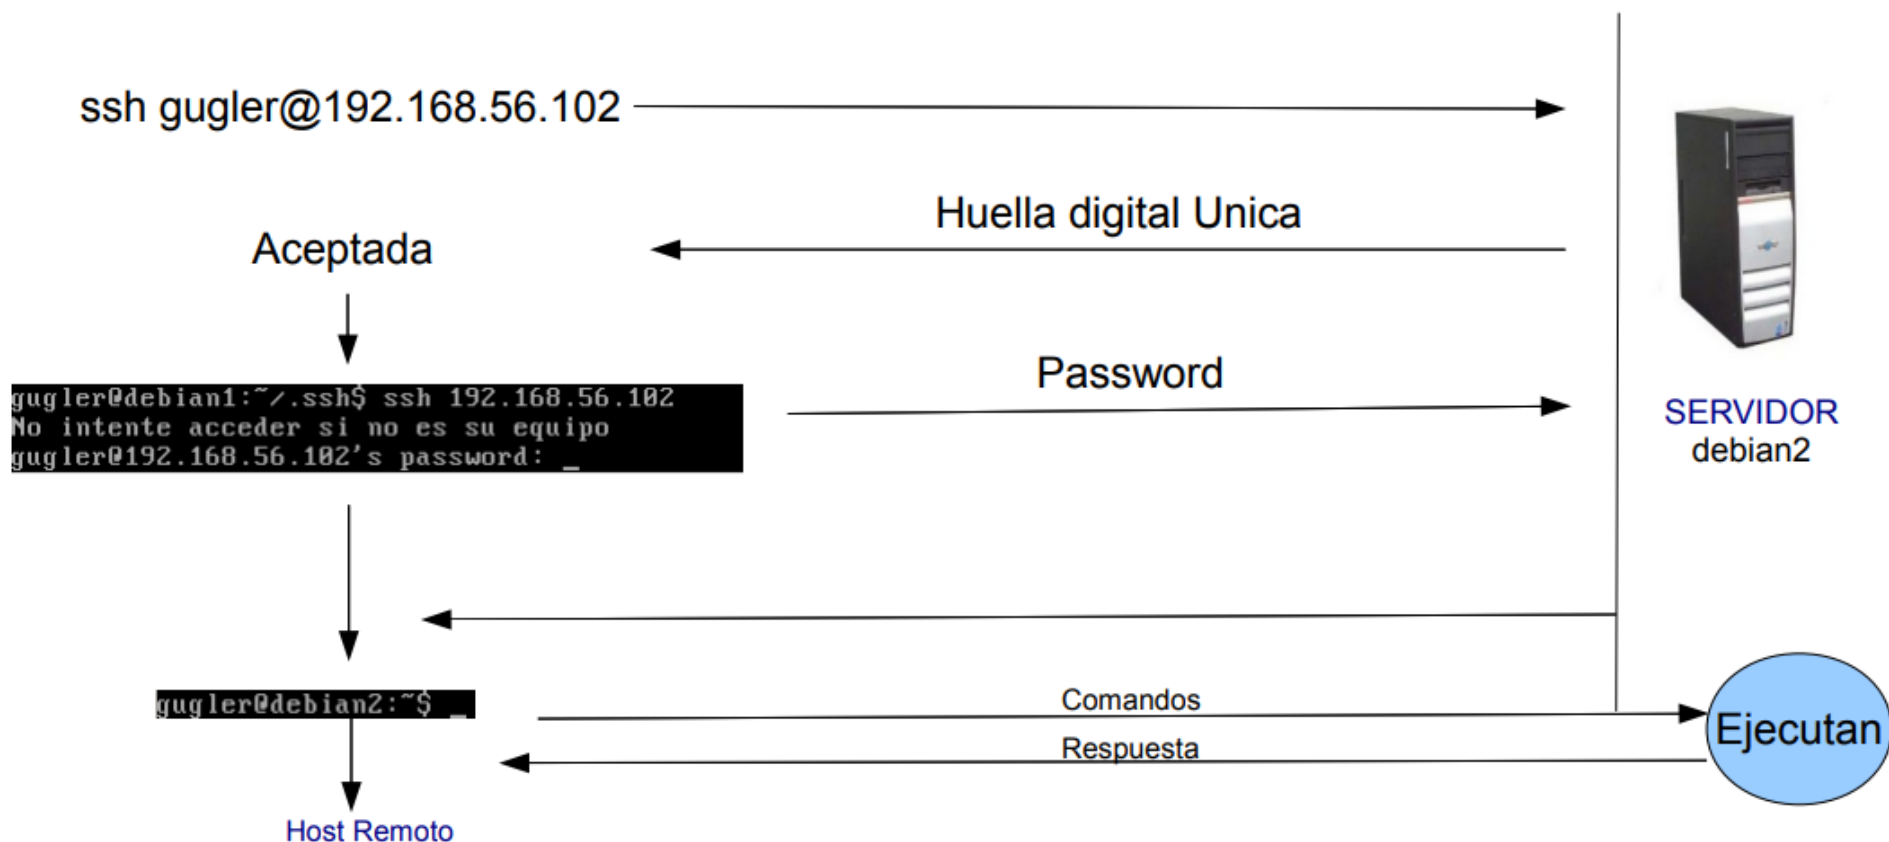 ssh gugler@192.168.56.102
Huella digital Unica
Aceptada
Password
gugler@debian1:~/.ssh$ ssh 192.168.56.102
No intente acceder si no es su equipo
gugler@192.168.56.102's password: _
SERVIDOR
debian2
gugler@debian2:~$ _
Comandos
Ejecutan
Respuesta
Host Remoto